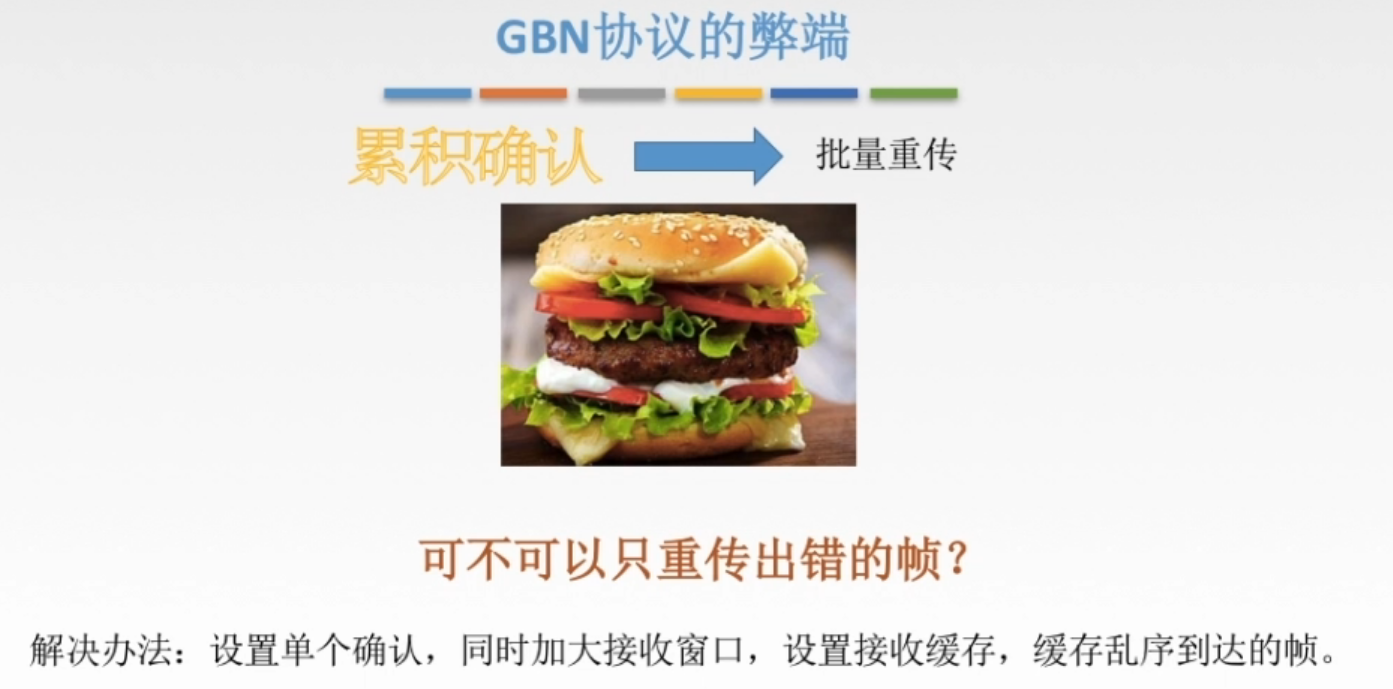 GBN协议的弊端
累积确认
批量重传
可不可以只重传出错的帧？
解决办法：设置单个确认，同时加大接收窗口，设置接收缓存，缓存乱序到达的帧。